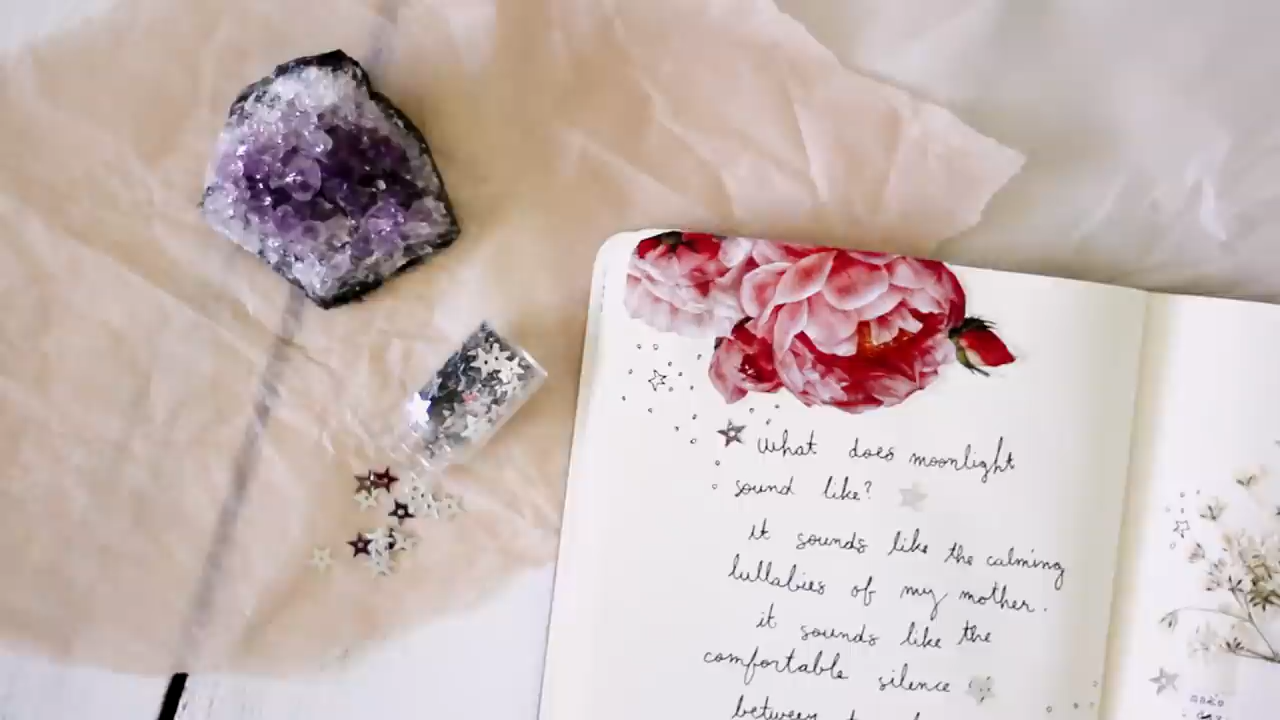 what does moonlight
sound like?
it sounds like the calming
lullabies of my mother.
it sounds like the
comfortable silence
between